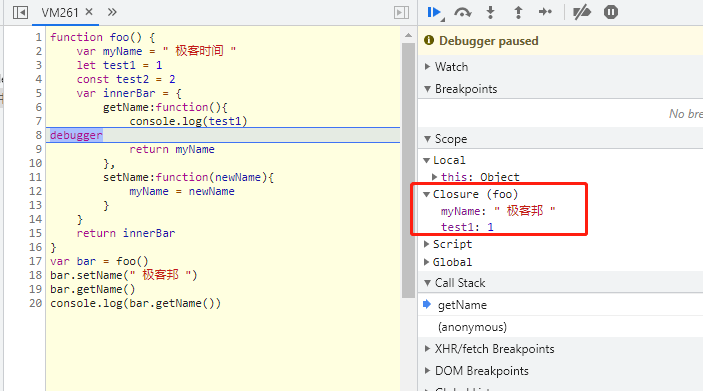 VM261 × »
1 function foo() {
2 var myName = " 极客时间 "
3 let test1 = 1
4 const test2 = 2
5 var innerBar = {
6 getName:function(){
7 console.log(test1)
8 debugger
9 return myName
10 },
11 setName:function(newName){
12 myName = newName
13 }
14 }
15 return innerBar
16 }
17 var bar = foo()
18 bar.setName(" 极客邦 ")
19 bar.getName()
20 console.log(bar.getName())
Debugger paused
Watch
Breakpoints
No bre
Scope
Local
this: Object
Closure (foo)
myName: " 极客邦 "
test1: 1
Script
Global
Call Stack
getName
(anonymous)
XHR/fetch Breakpoints
DOM Breakpoints